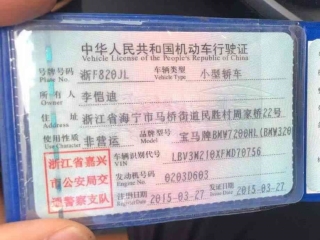 中华人民共和国机动车行驶证
Vehicle License of the People's Republic of China
号牌号码 Plate No. 浙F820JL 车辆类型 Vehicle Type 小型轿车
所有人 Owner 李恺迪
住址 浙江省海宁市马桥街道民胜村周家桥22号
使用性质 Use Character 非营运 品牌型号 Model 宝马牌BMW7200HL(BMW320
浙江省嘉兴市公安局交通警察支队
车辆识别代号 VIN LBV3M210XFMD70756
发动机号码 Engine No. 0203D603
注册日期 Register Date 2015-03-27 发证日期 Issue Date 2015-03-27